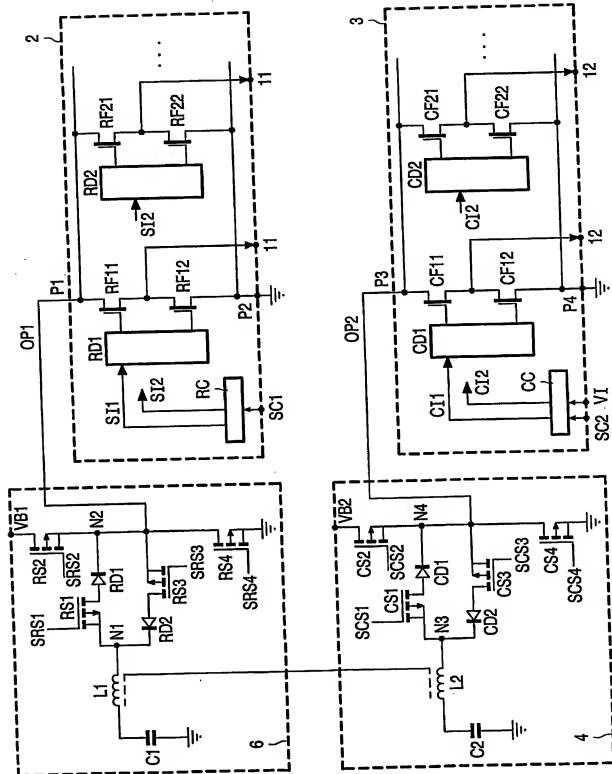 2
RF21
RF22
RD2
SI2
11
P1
RF11
RF12
RD1
P2
11
OP1
SI1
SI2
RC
SC1
VB1
RS2
SRS2
N2
RD1
SRS1
RS1
N1
RD2
RS3
SRS3
RS4
SRS4
L1
C1
6
3
CF21
CF22
CD2
CI2
12
P3
CF11
CF12
CD1
P4
12
OP2
CI1
CI2
CC
SC2
VI
VB2
CS2
SCS2
N4
CD1
SCS1
CS1
N3
CD2
CS3
SCS3
CS4
SCS4
L2
C2
4